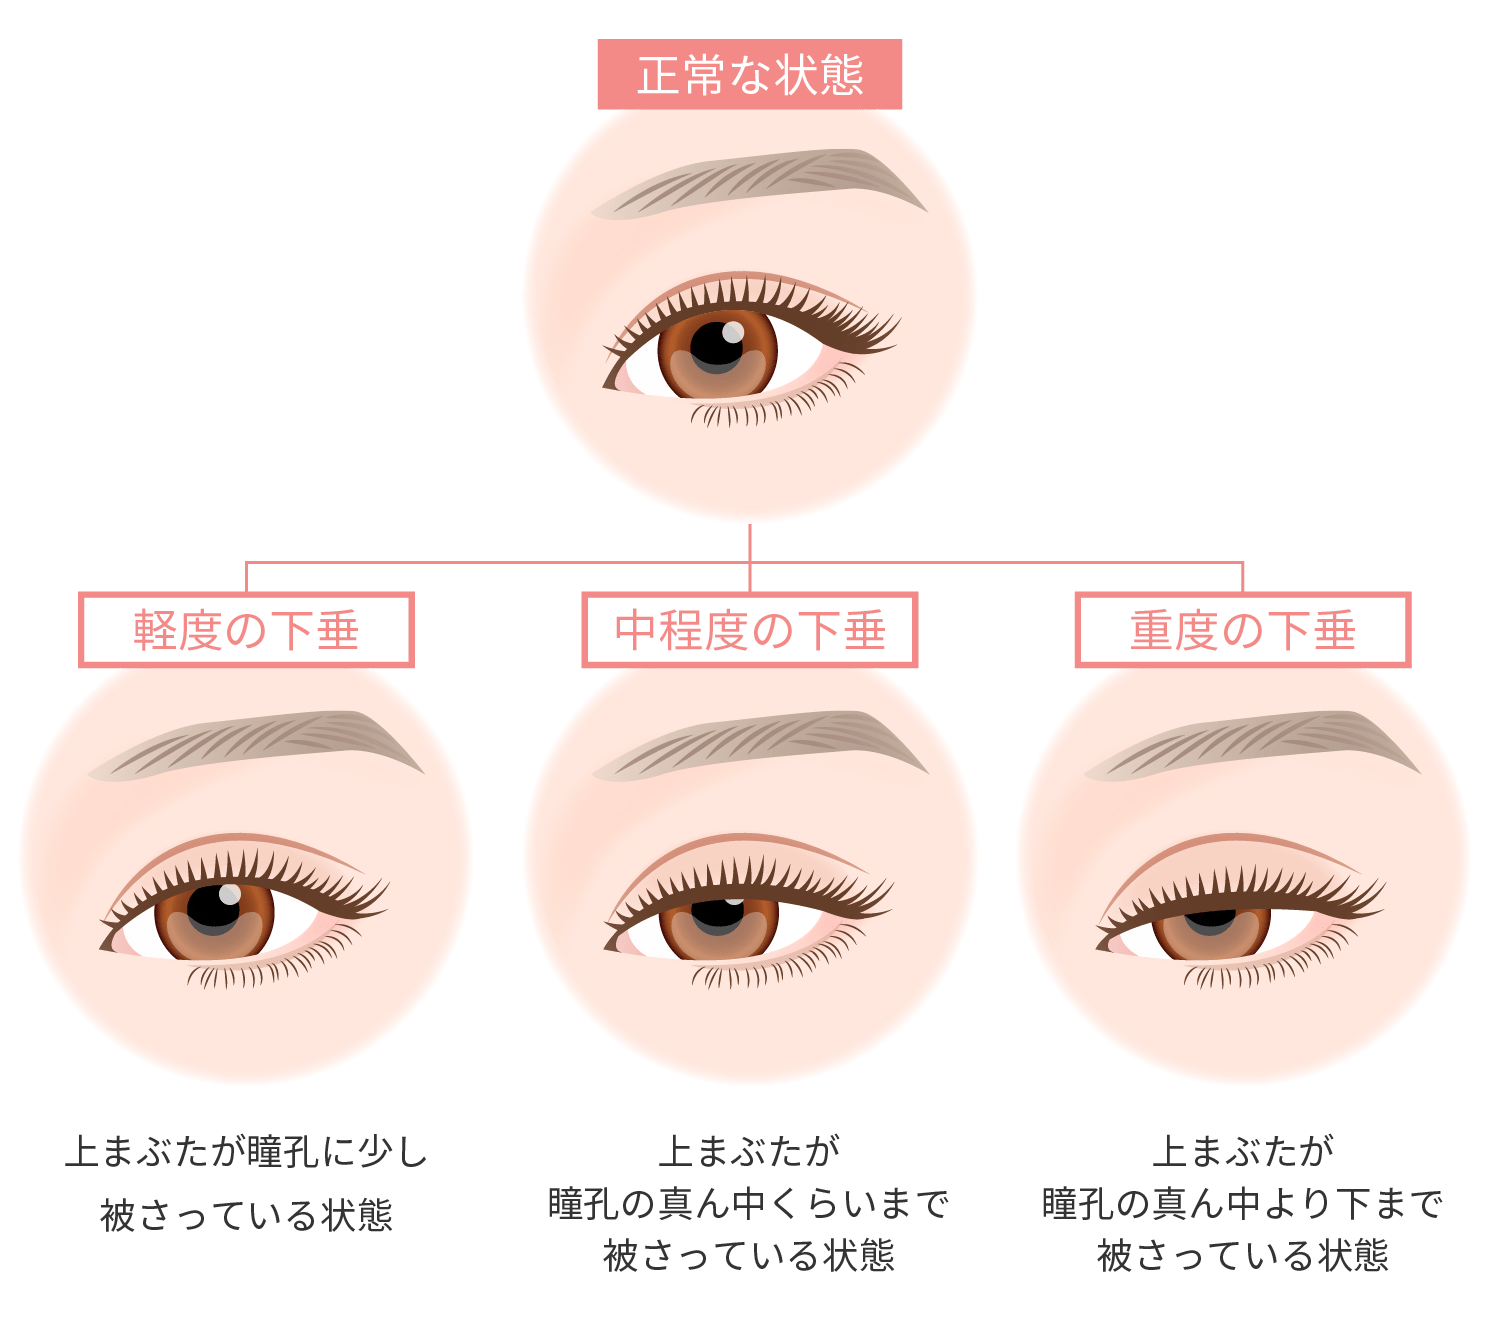 正常な状態
軽度の下垂
中程度の下垂
重度の下垂
上まぶたが瞳孔に少し
被さっている状態
上まぶたが
瞳孔の真ん中くらいまで
被さっている状態
上まぶたが
瞳孔の真ん中より下まで
被さっている状態